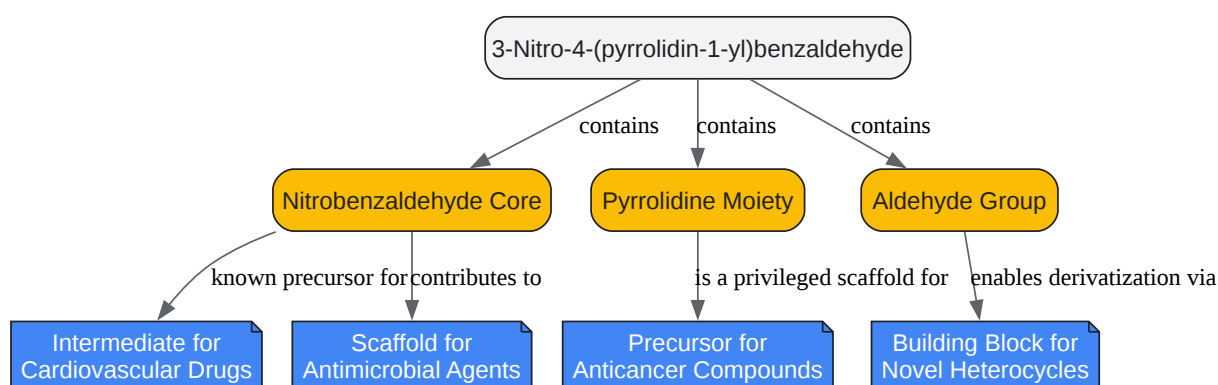 3-Nitro-4-(pyrrolidin-1-yl)benzaldehyde
contains
contains
contains
Nitrobenzaldehyde Core
Pyrrolidine Moiety
Aldehyde Group
known precursor for
contributes to
is a privileged scaffold for
enables derivatization via
Intermediate for
Cardiovascular Drugs
Scaffold for
Antimicrobial Agents
Precursor for
Anticancer Compounds
Building Block for
Novel Heterocycles